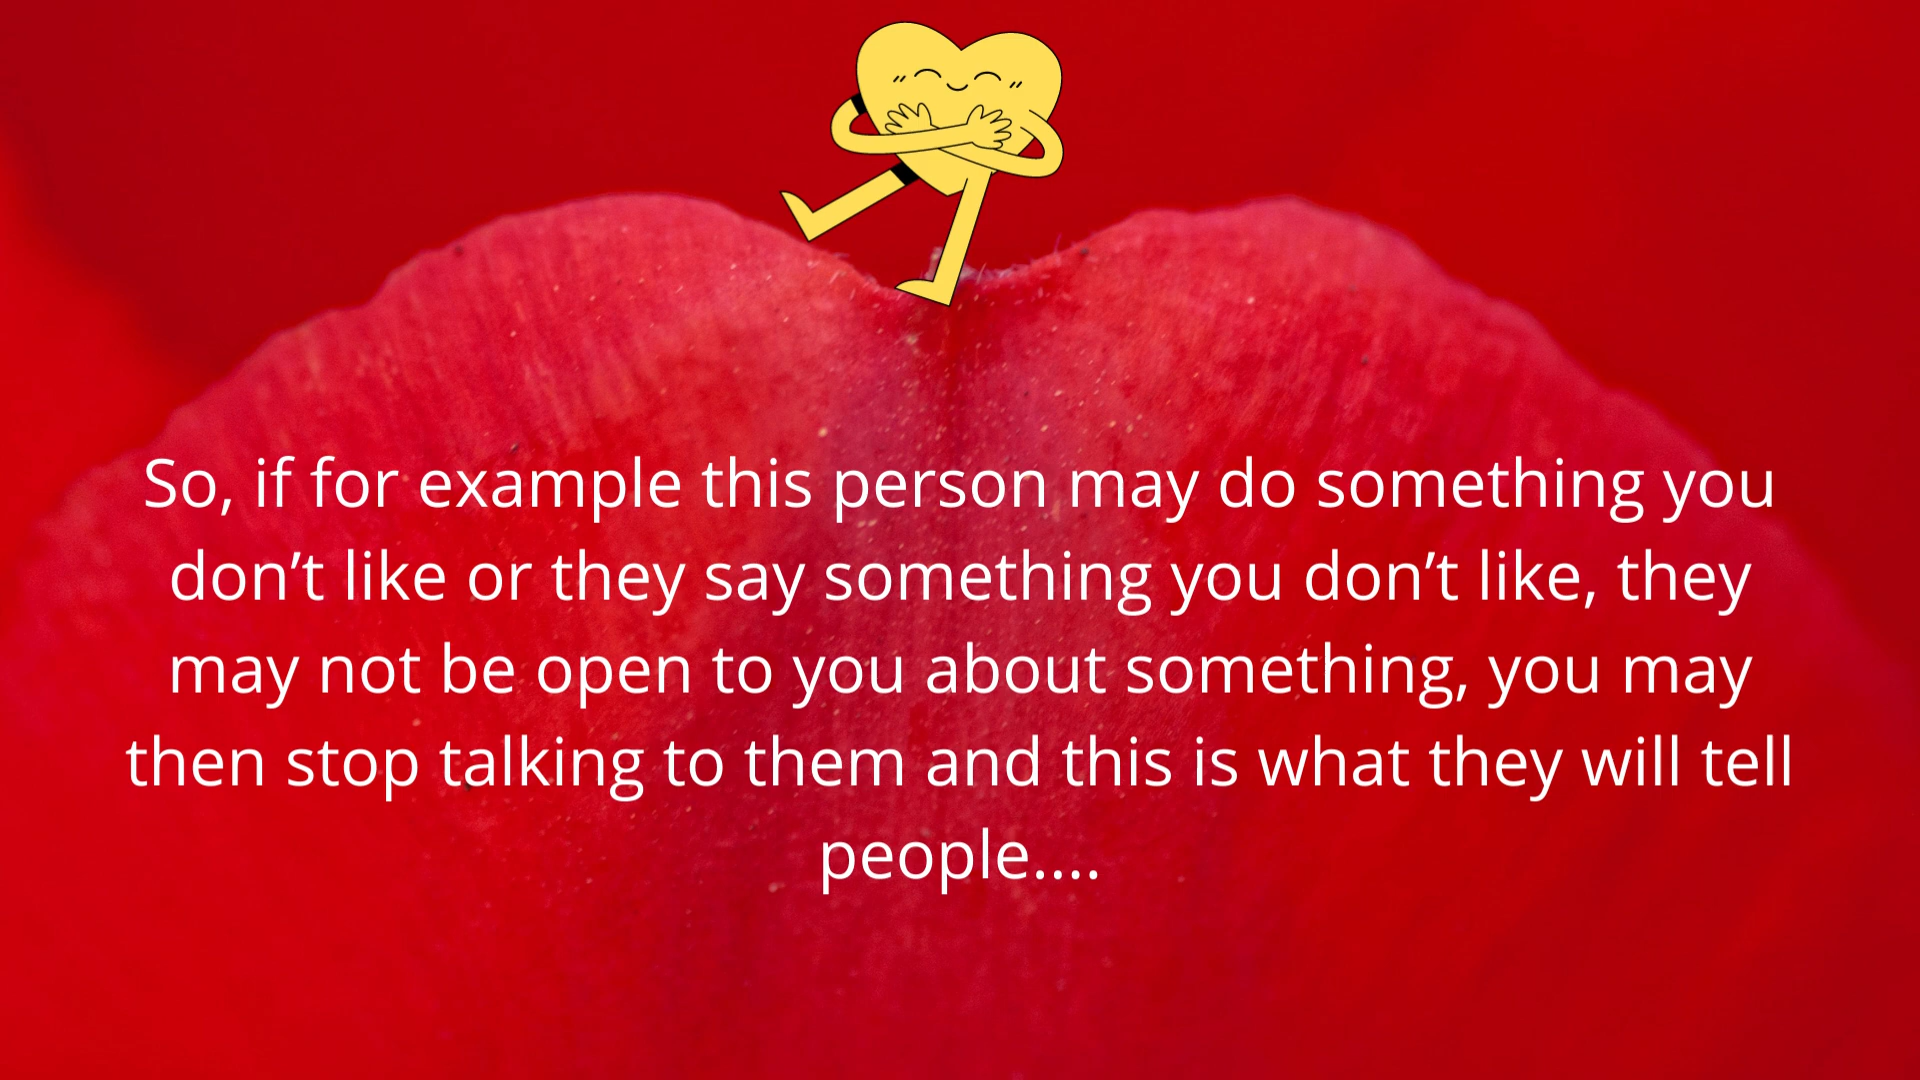 So, if for example this person may do something you
don’t like or they say something you don’t like, they
may not be open to you about something, you may
then stop talking to them and this is what they will tell
people....